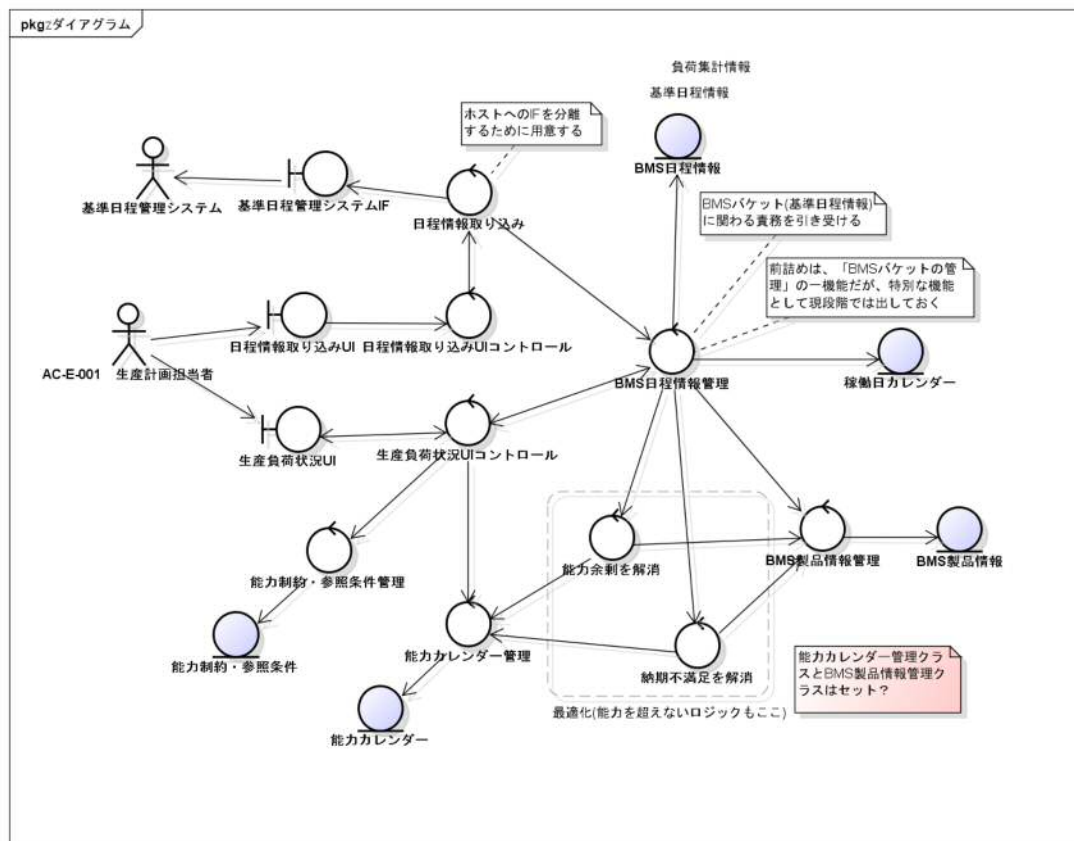 pkgzダイアグラム
負荷集計情報
基準日程情報
BMS日程情報
ホストへのIFを分離
するために用意する
基準日程管理システム
基準日程管理システムIF
日程情報取り込み
BMSバケット(基準日程情報)
に関わる責務を引き受ける
前詰めは、「BMSバケットの管
理」の一機能だが、特別な機能
として現段階では出しておく
日程情報取り込みUI
日程情報取り込みUIコントロール
AC-E-001 生産計画担当者
BMS日程情報管理
稼働日カレンダー
生産負荷状況UI
生産負荷状況UIコントロール
能力制約・参照条件管理
能力余剰を解消
BMS製品情報管理
BMS製品情報
能力制約・参照条件
能力カレンダー管理
納期不満足を解消
能力カレンダー管理クラ
スとBMS製品情報管理ク
ラスはセット？
最適化(能力を超えないロジックもここ)
能力カレンダー